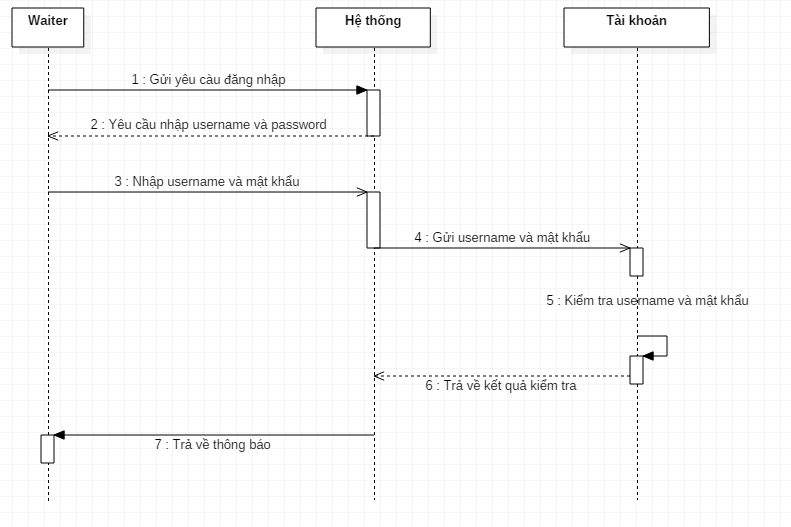 Waiter
Hệ thống
Tài khoản
1 : Gửi yêu càu đăng nhập
2 : Yêu cầu nhập username và password
3 : Nhập username và mật khẩu
4 : Gửi username và mật khẩu
5 : Kiểm tra username và mật khẩu
6 : Trả về kết quả kiểm tra
7 : Trả về thông báo